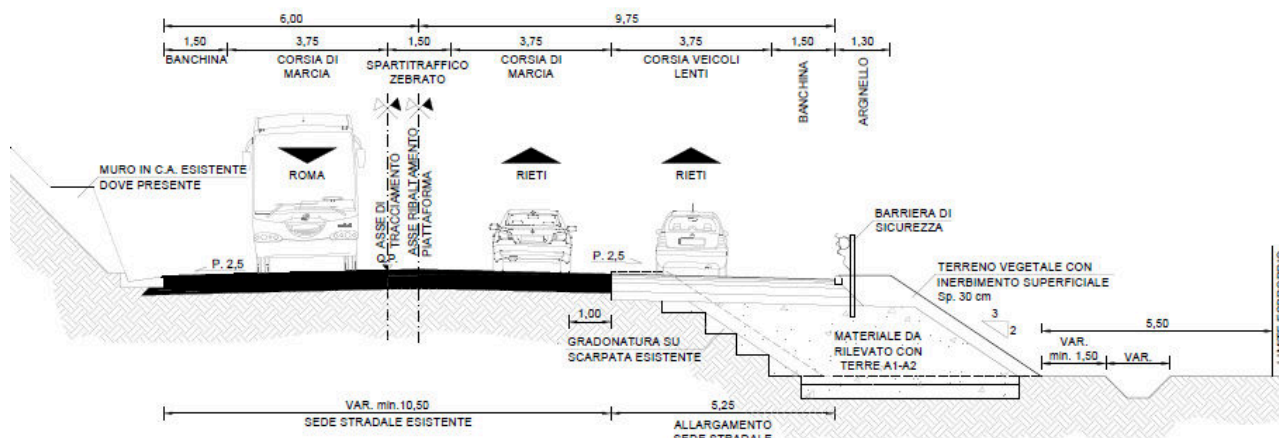 6,00
9,75
1,50
3,75
1,50
3,75
3,75
1,50
1,30
BANCHINA
CORSIA DI
MARCIA
SPARTITRAFFICO
ZEBRATO
CORSIA DI
MARCIA
CORSIA VEICOLI
LENTI
BANCHINA
ARGINELLO
MURO IN C.A. ESISTENTE
DOVE PRESENTE
ROMA
ASSE DI
TRACCIAMENTO
Q.P.
ASSE RIBALTAMENTO
PIATTAFORMA
RIETI
RIETI
BARRIERA DI
SICUREZZA
P. 2,5
P. 2,5
TERRENO VEGETALE CON
INERBIMENTO SUPERFICIALE
Sp. 30 cm
3
2
1,00
GRADONATURA SU
SCARPATA ESISTENTE
MATERIALE DA
RILEVATO CON
TERRE A1-A2
5,50
VAR.
min. 1,50
VAR.
VAR. min.10,50
SEDE STRADALE ESISTENTE
5,25
ALLARGAMENTO
SEDE STRADALE